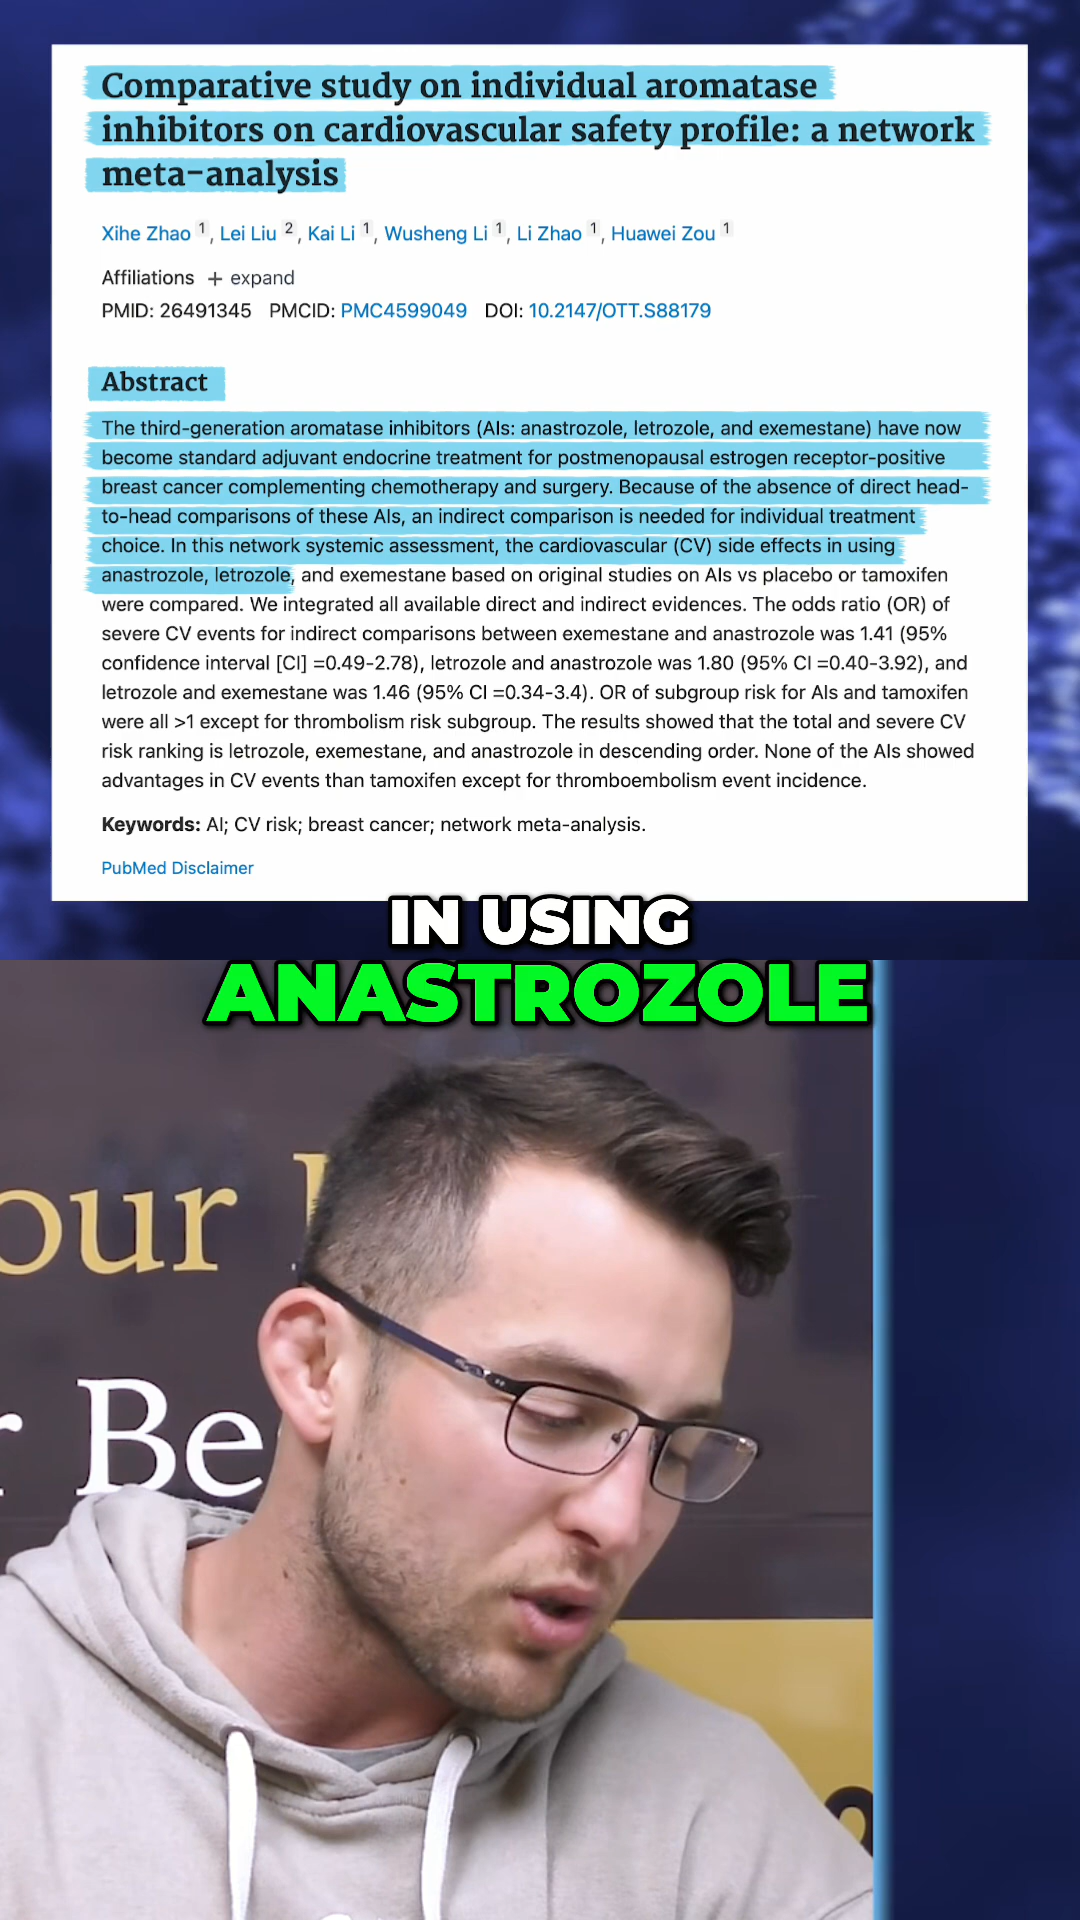 Comparative study on individual aromatase
inhibitors on cardiovascular safety profile: a network
meta-analysis
Xihe Zhao 1, Lei Liu 2, Kai Li 1, Wusheng Li 1, Li Zhao 1, Huawei Zou 1
Affiliations + expand
PMID: 26491345 PMCID: PMC4599049 DOI: 10.2147/OTT.S88179
Abstract
The third-generation aromatase inhibitors (AIs: anastrozole, letrozole, and exemestane) have now
become standard adjuvant endocrine treatment for postmenopausal estrogen receptor-positive
breast cancer complementing chemotherapy and surgery. Because of the absence of direct head-
to-head comparisons of these AIs, an indirect comparison is needed for individual treatment
choice. In this network systemic assessment, the cardiovascular (CV) side effects in using
anastrozole, letrozole, and exemestane based on original studies on AIs vs placebo or tamoxifen
were compared. We integrated all available direct and indirect evidences. The odds ratio (OR) of
severe CV events for indirect comparisons between exemestane and anastrozole was 1.41 (95%
confidence interval [CI] =0.49-2.78), letrozole and anastrozole was 1.80 (95% CI =0.40-3.92), and
letrozole and exemestane was 1.46 (95% CI =0.34-3.4). OR of subgroup risk for AIs and tamoxifen
were all >1 except for thrombolism risk subgroup. The results showed that the total and severe CV
risk ranking is letrozole, exemestane, and anastrozole in descending order. None of the AIs showed
advantages in CV events than tamoxifen except for thromboembolism event incidence.
Keywords: AI; CV risk; breast cancer; network meta-analysis.
PubMed Disclaimer
IN USING
ANASTROZOLE
our
r Be